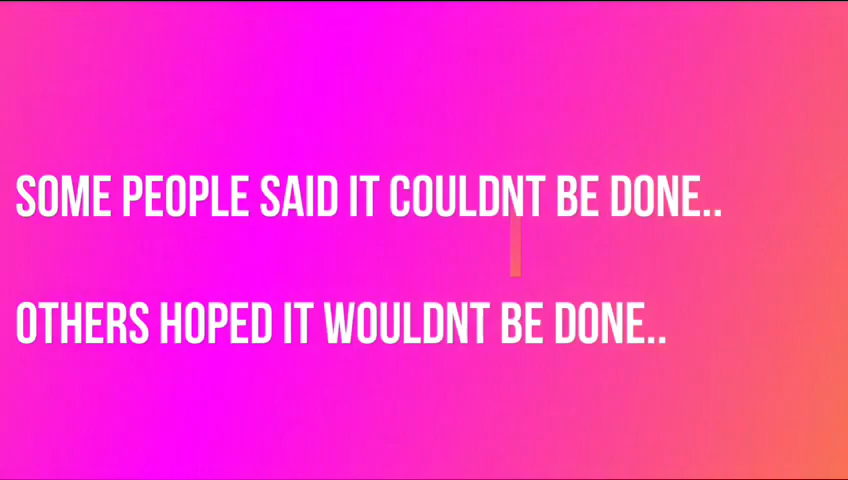 SOME PEOPLE SAID IT COULDNT BE DONE..
OTHERS HOPED IT WOULDNT BE DONE..